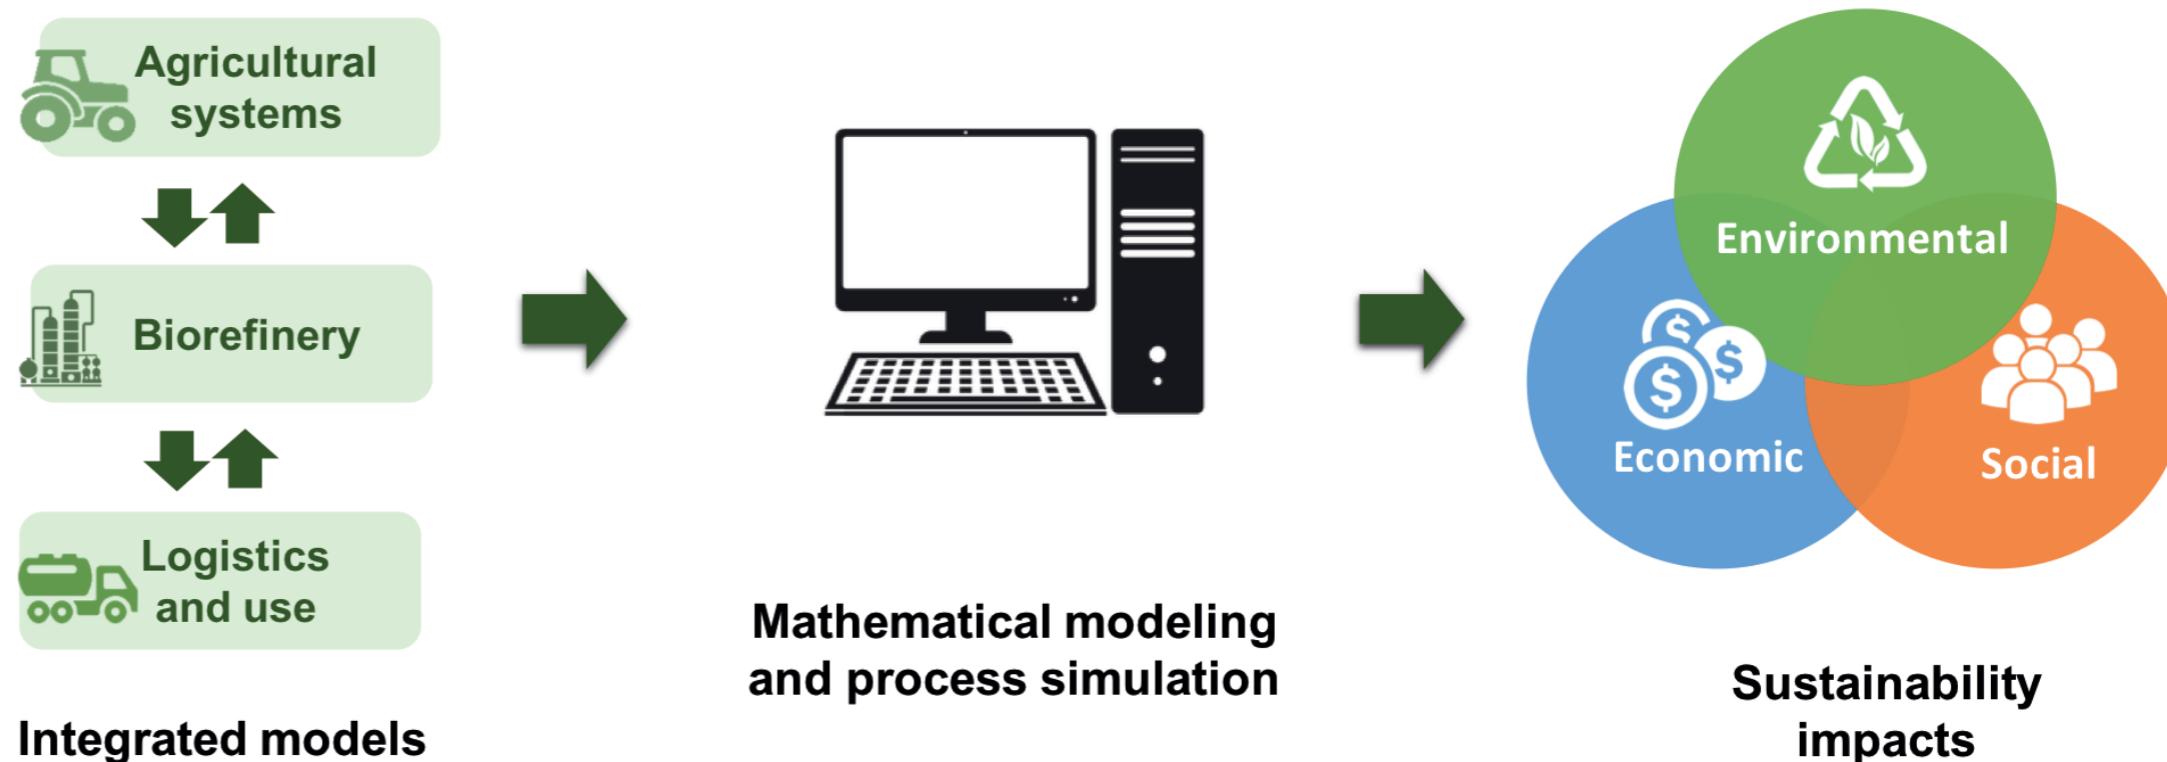 Agricultural
systems
Biorefinery
Logistics
and use
Integrated models
Mathematical modeling
and process simulation
Environmental
Economic
Social
Sustainability
impacts